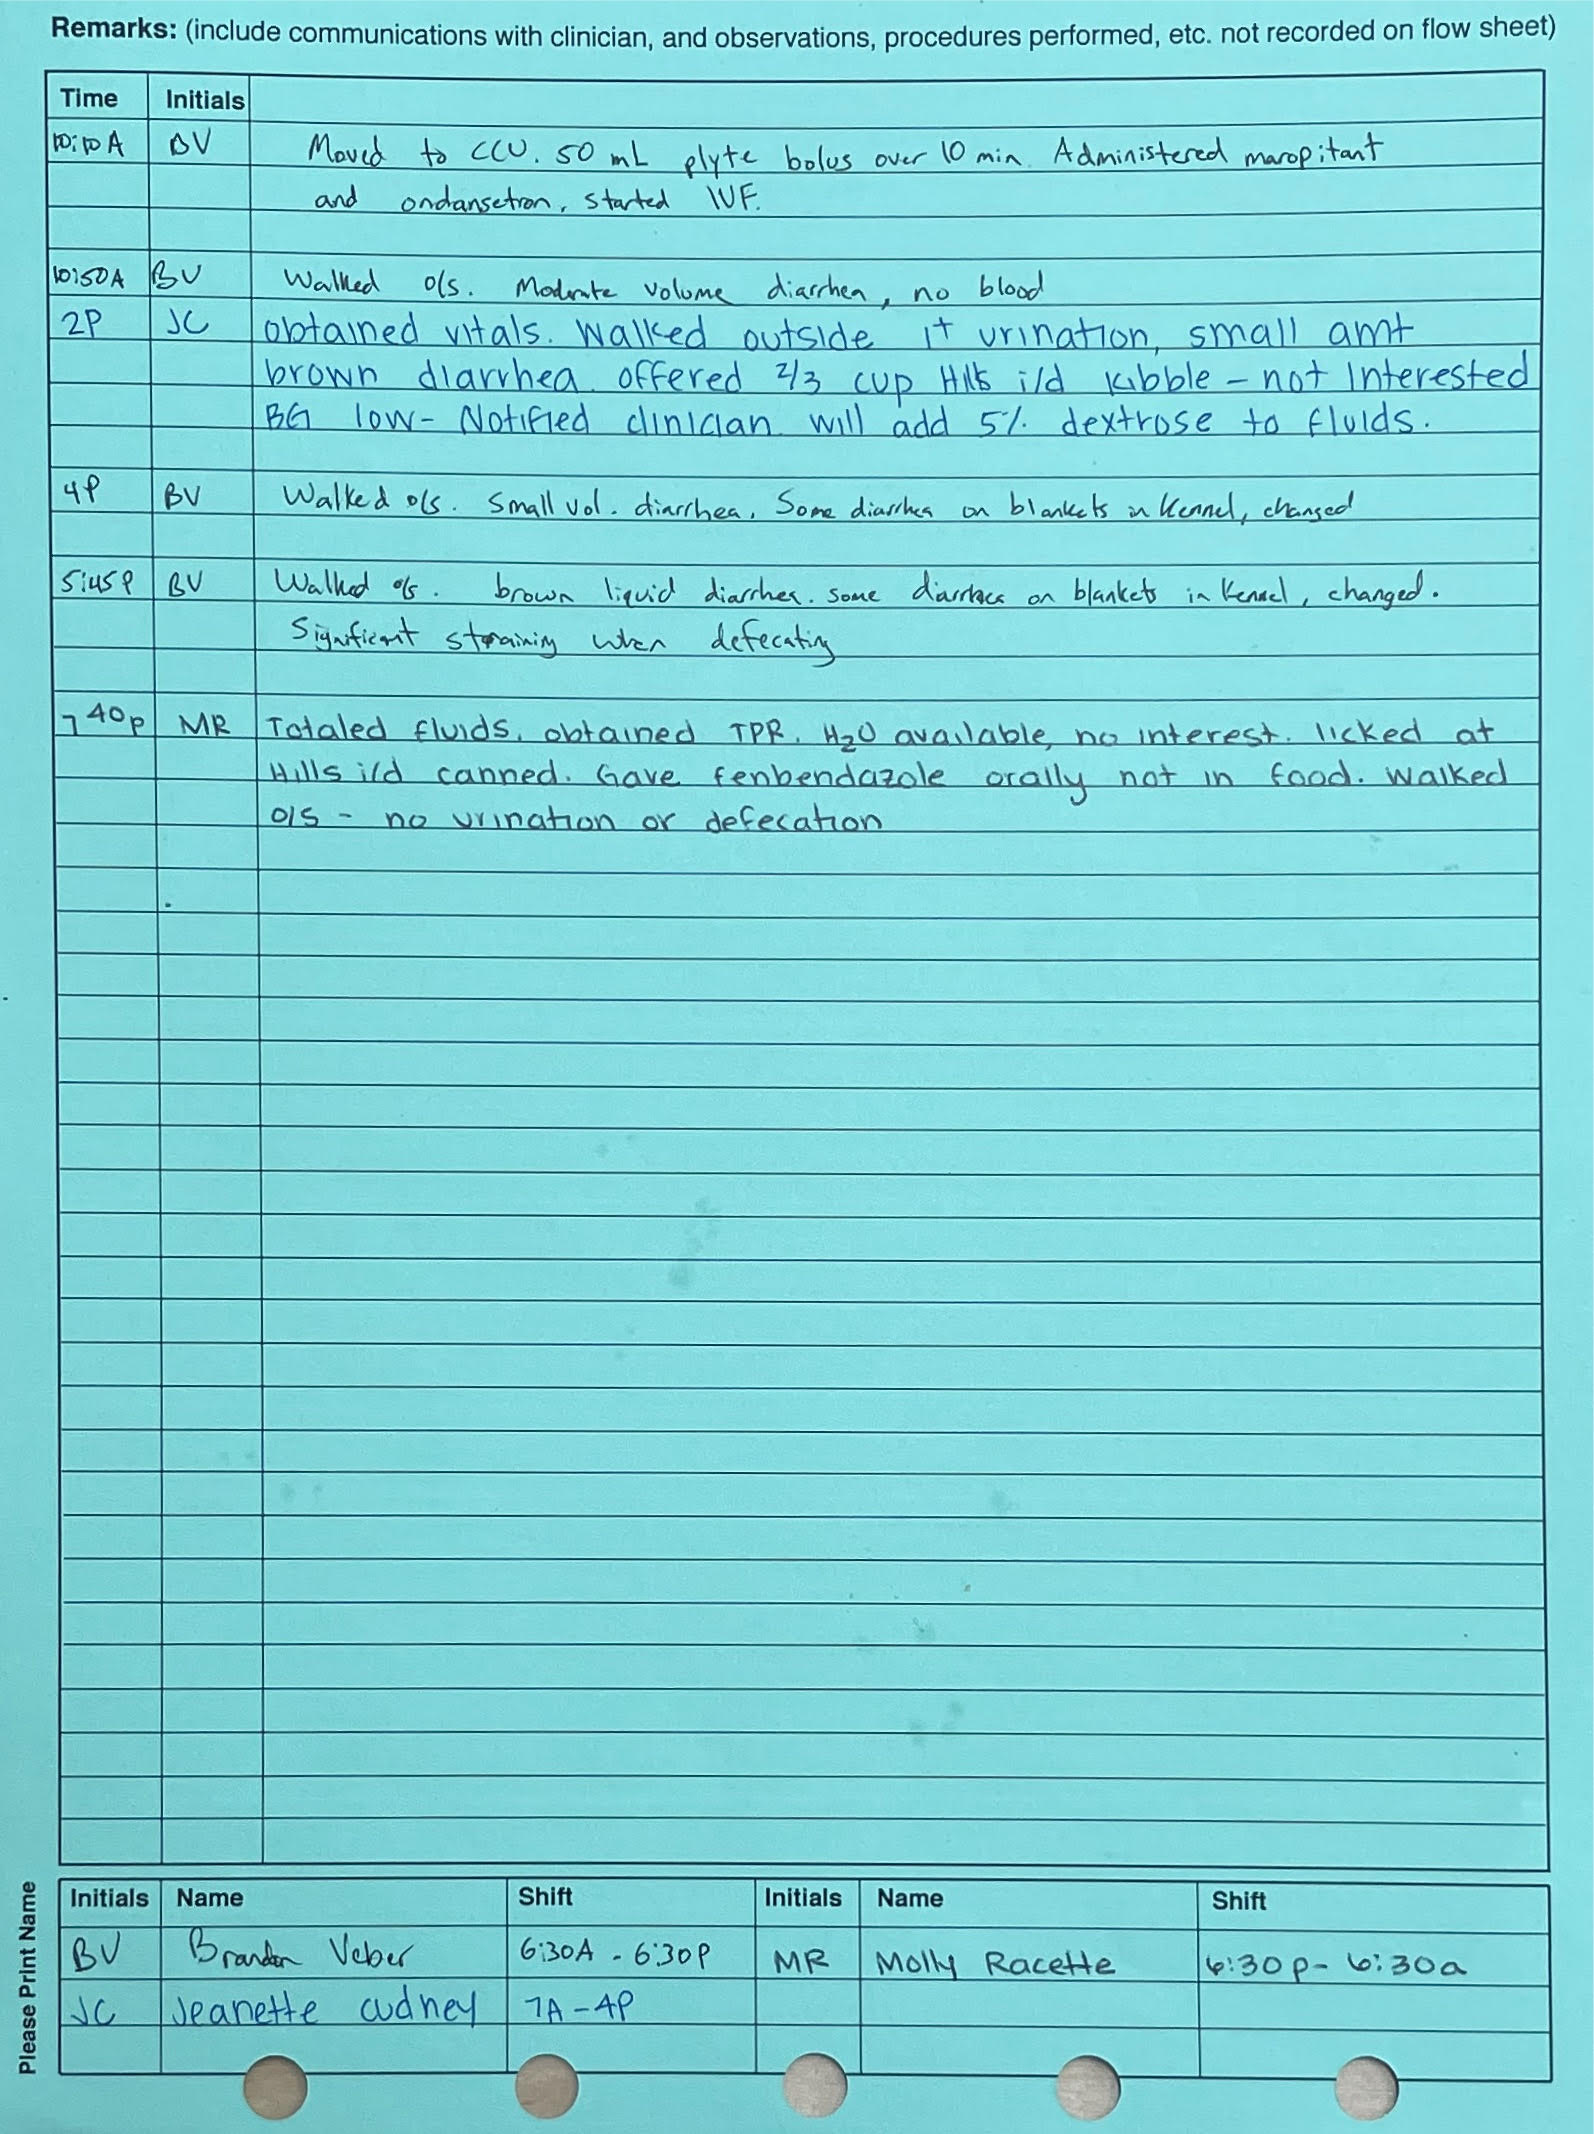 Remarks: (include communications with clinician, and observations, procedures performed, etc. not recorded on flow sheet)
Time Initials
10:10A BV Moved to CCU. 50 mL plyte bolus over 10 min. Administered maropitant
and ondansetron, started IVF.
10:50A BV Walked o/s. Moderate volume diarrhea, no blood
2P JC obtained vitals. Walked outside 1+ urination, small amt
brown diarrhea. offered 2/3 cup Hills i/d kibble - not interested
BG low - Notified clinician. will add 5% dextrose to fluids.
4P BV Walked o/s. Small vol. diarrhea. Some diarrhea on blankets in kennel, changed
5:45P BV Walked o/s. brown liquid diarrhea. some diarrhea on blankets in kennel, changed.
Significant straining when defecating
7 40p MR Totaled fluids, obtained TPR. H2O available, no interest. licked at
Hills i/d canned. Gave fenbendazole orally not in food. Walked
o/s - no urination or defecation
Please Print Name
Initials Name Shift Initials Name Shift
BV Brandon Veber 6:30A - 6:30P MR Molly Racette 6:30p - 6:30a
JC Jeanette Cudney 7A - 4P